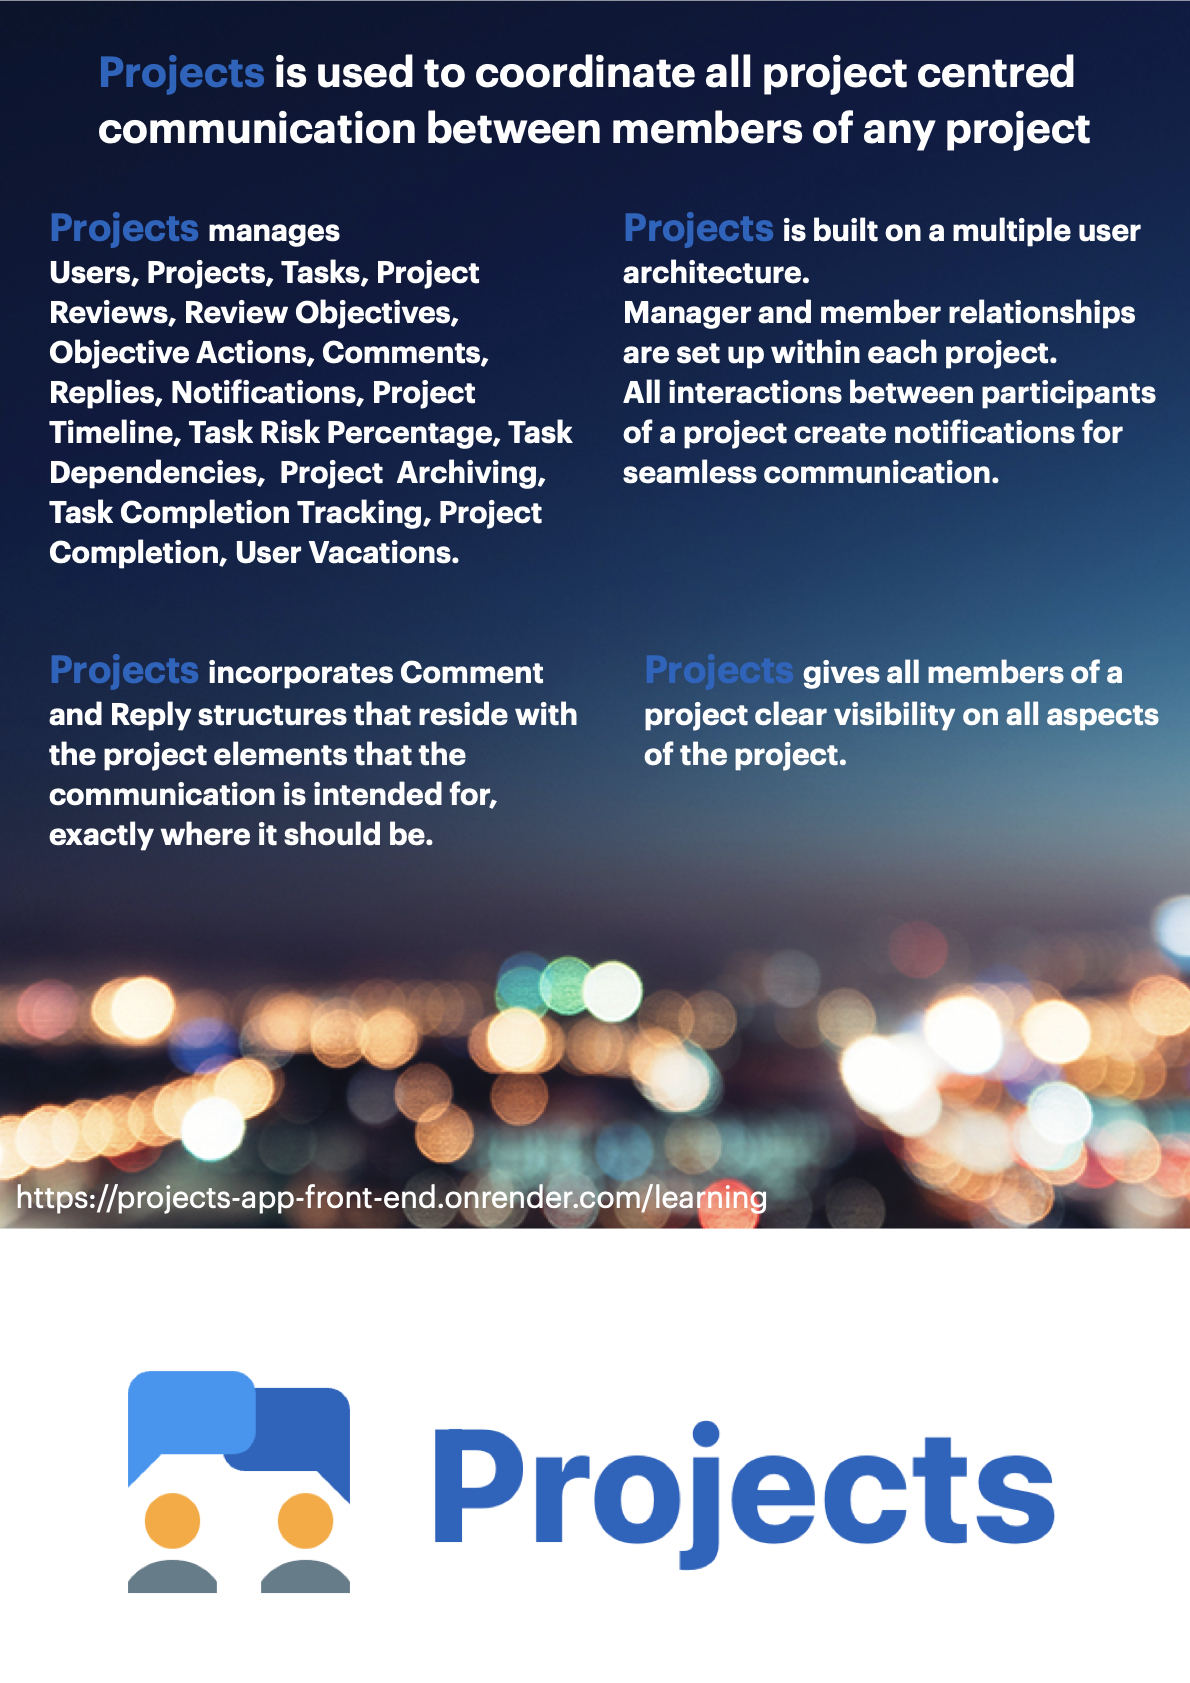 Projects is used to coordinate all project centred
communication between members of any project
Projects manages
Users, Projects, Tasks, Project
Reviews, Review Objectives,
Objective Actions, Comments,
Replies, Notifications, Project
Timeline, Task Risk Percentage, Task
Dependencies, Project Archiving,
Task Completion Tracking, Project
Completion, User Vacations.
Projects is built on a multiple user
architecture.
Manager and member relationships
are set up within each project.
All interactions between participants
of a project create notifications for
seamless communication.
Projects incorporates Comment
and Reply structures that reside with
the project elements that the
communication is intended for,
exactly where it should be.
Projects gives all members of a
project clear visibility on all aspects
of the project.
https://projects-app-front-end.onrender.com/learning
Projects